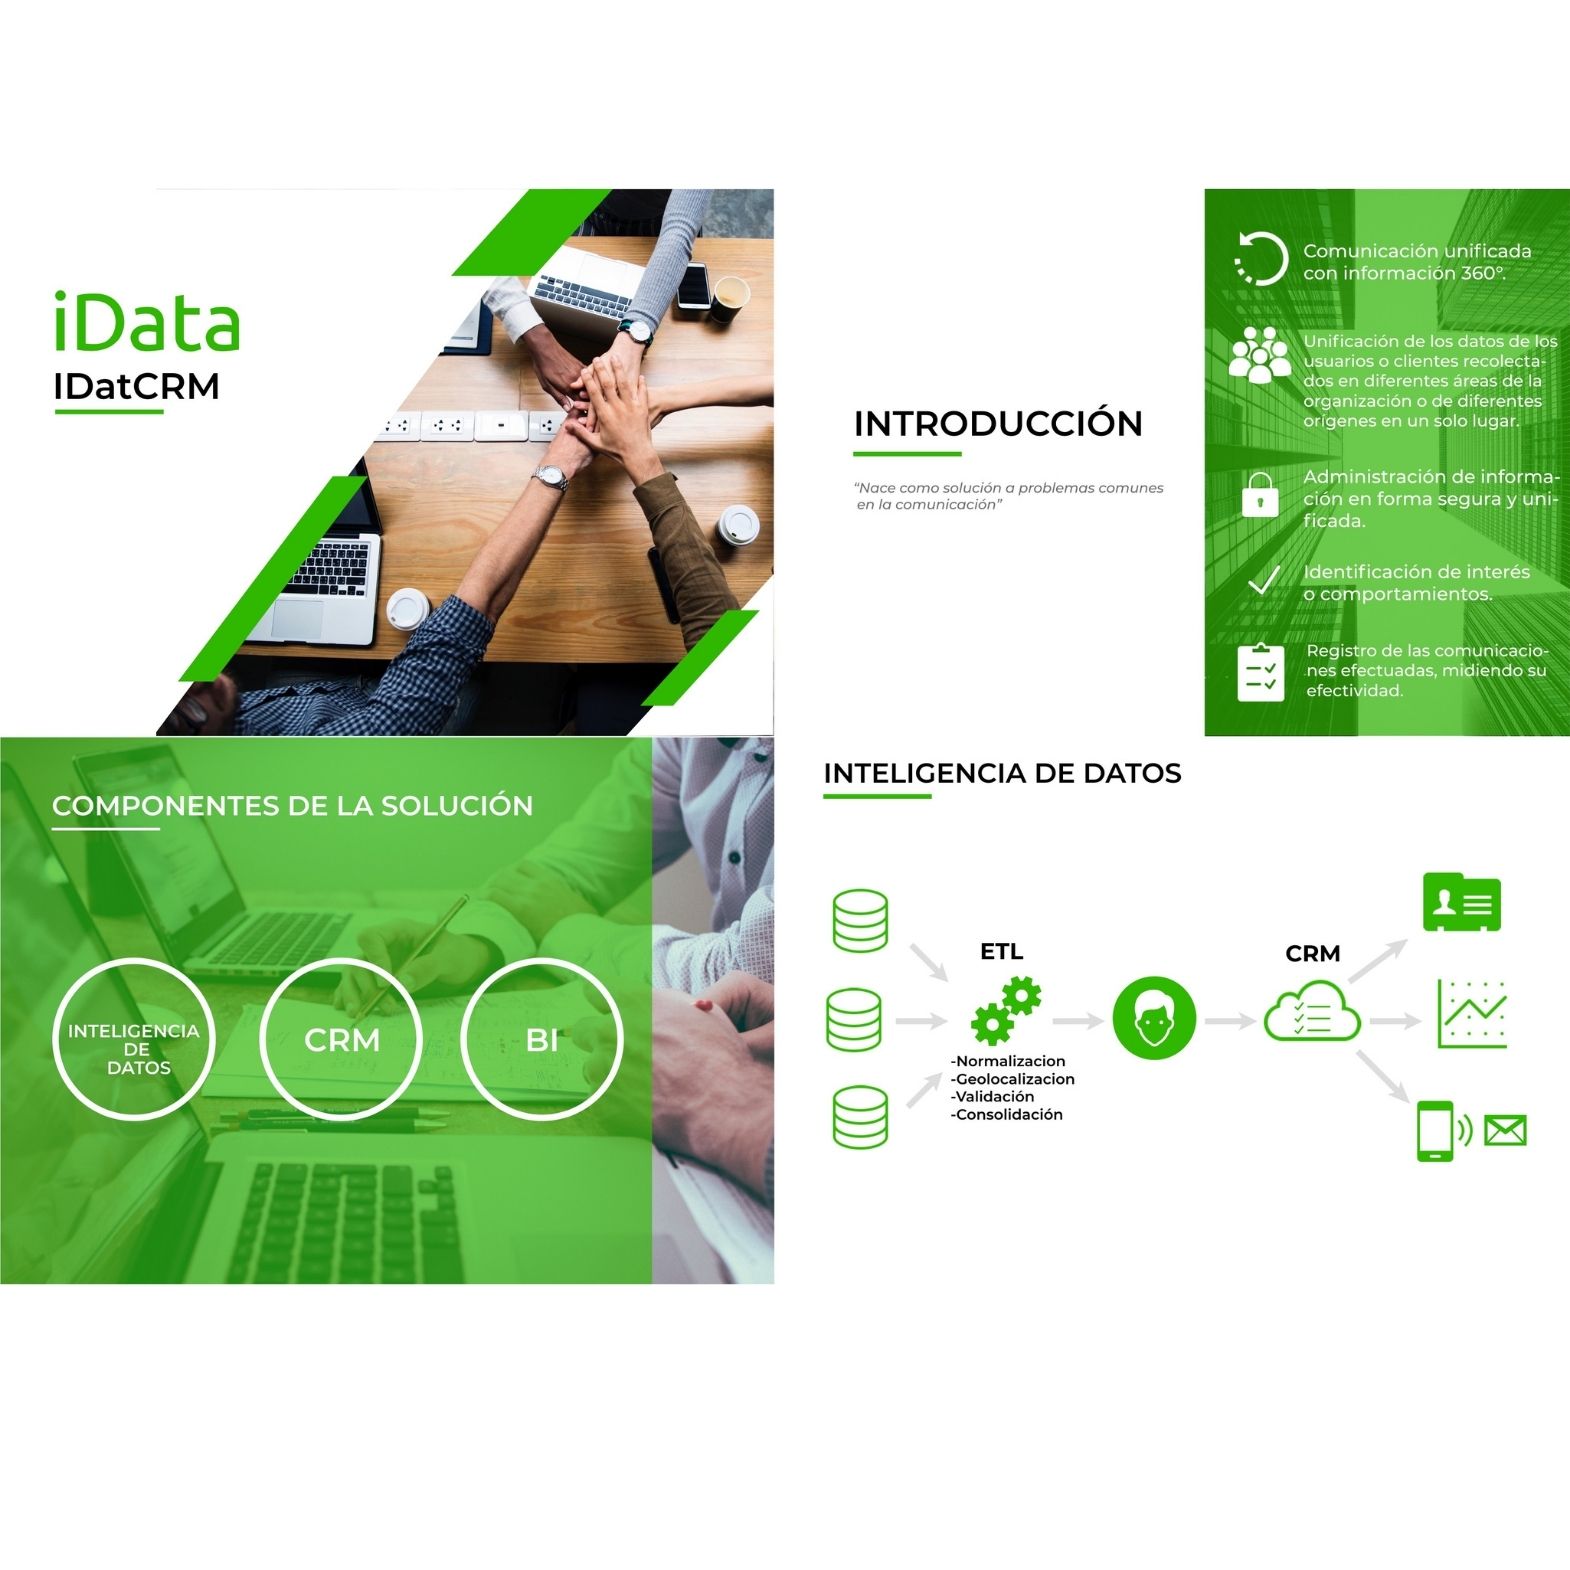 iData
IDatCRM
INTRODUCCIÓN
“Nace como solución a problemas comunes
en la comunicación”
Comunicación unificada
con información 360°.
Unificación de los datos de los
usuarios o clientes recolecta-
dos en diferentes áreas de la
organización o de diferentes
orígenes en un solo lugar.
Administración de informa-
ción en forma segura y uni-
ficada.
Identificación de interés
o comportamientos.
Registro de las comunicacio-
nes efectuadas, midiendo su
efectividad.
COMPONENTES DE LA SOLUCIÓN
INTELIGENCIA
DE
DATOS
CRM
BI
INTELIGENCIA DE DATOS
ETL
-Normalizacion
-Geolocalizacion
-Validación
-Consolidación
CRM